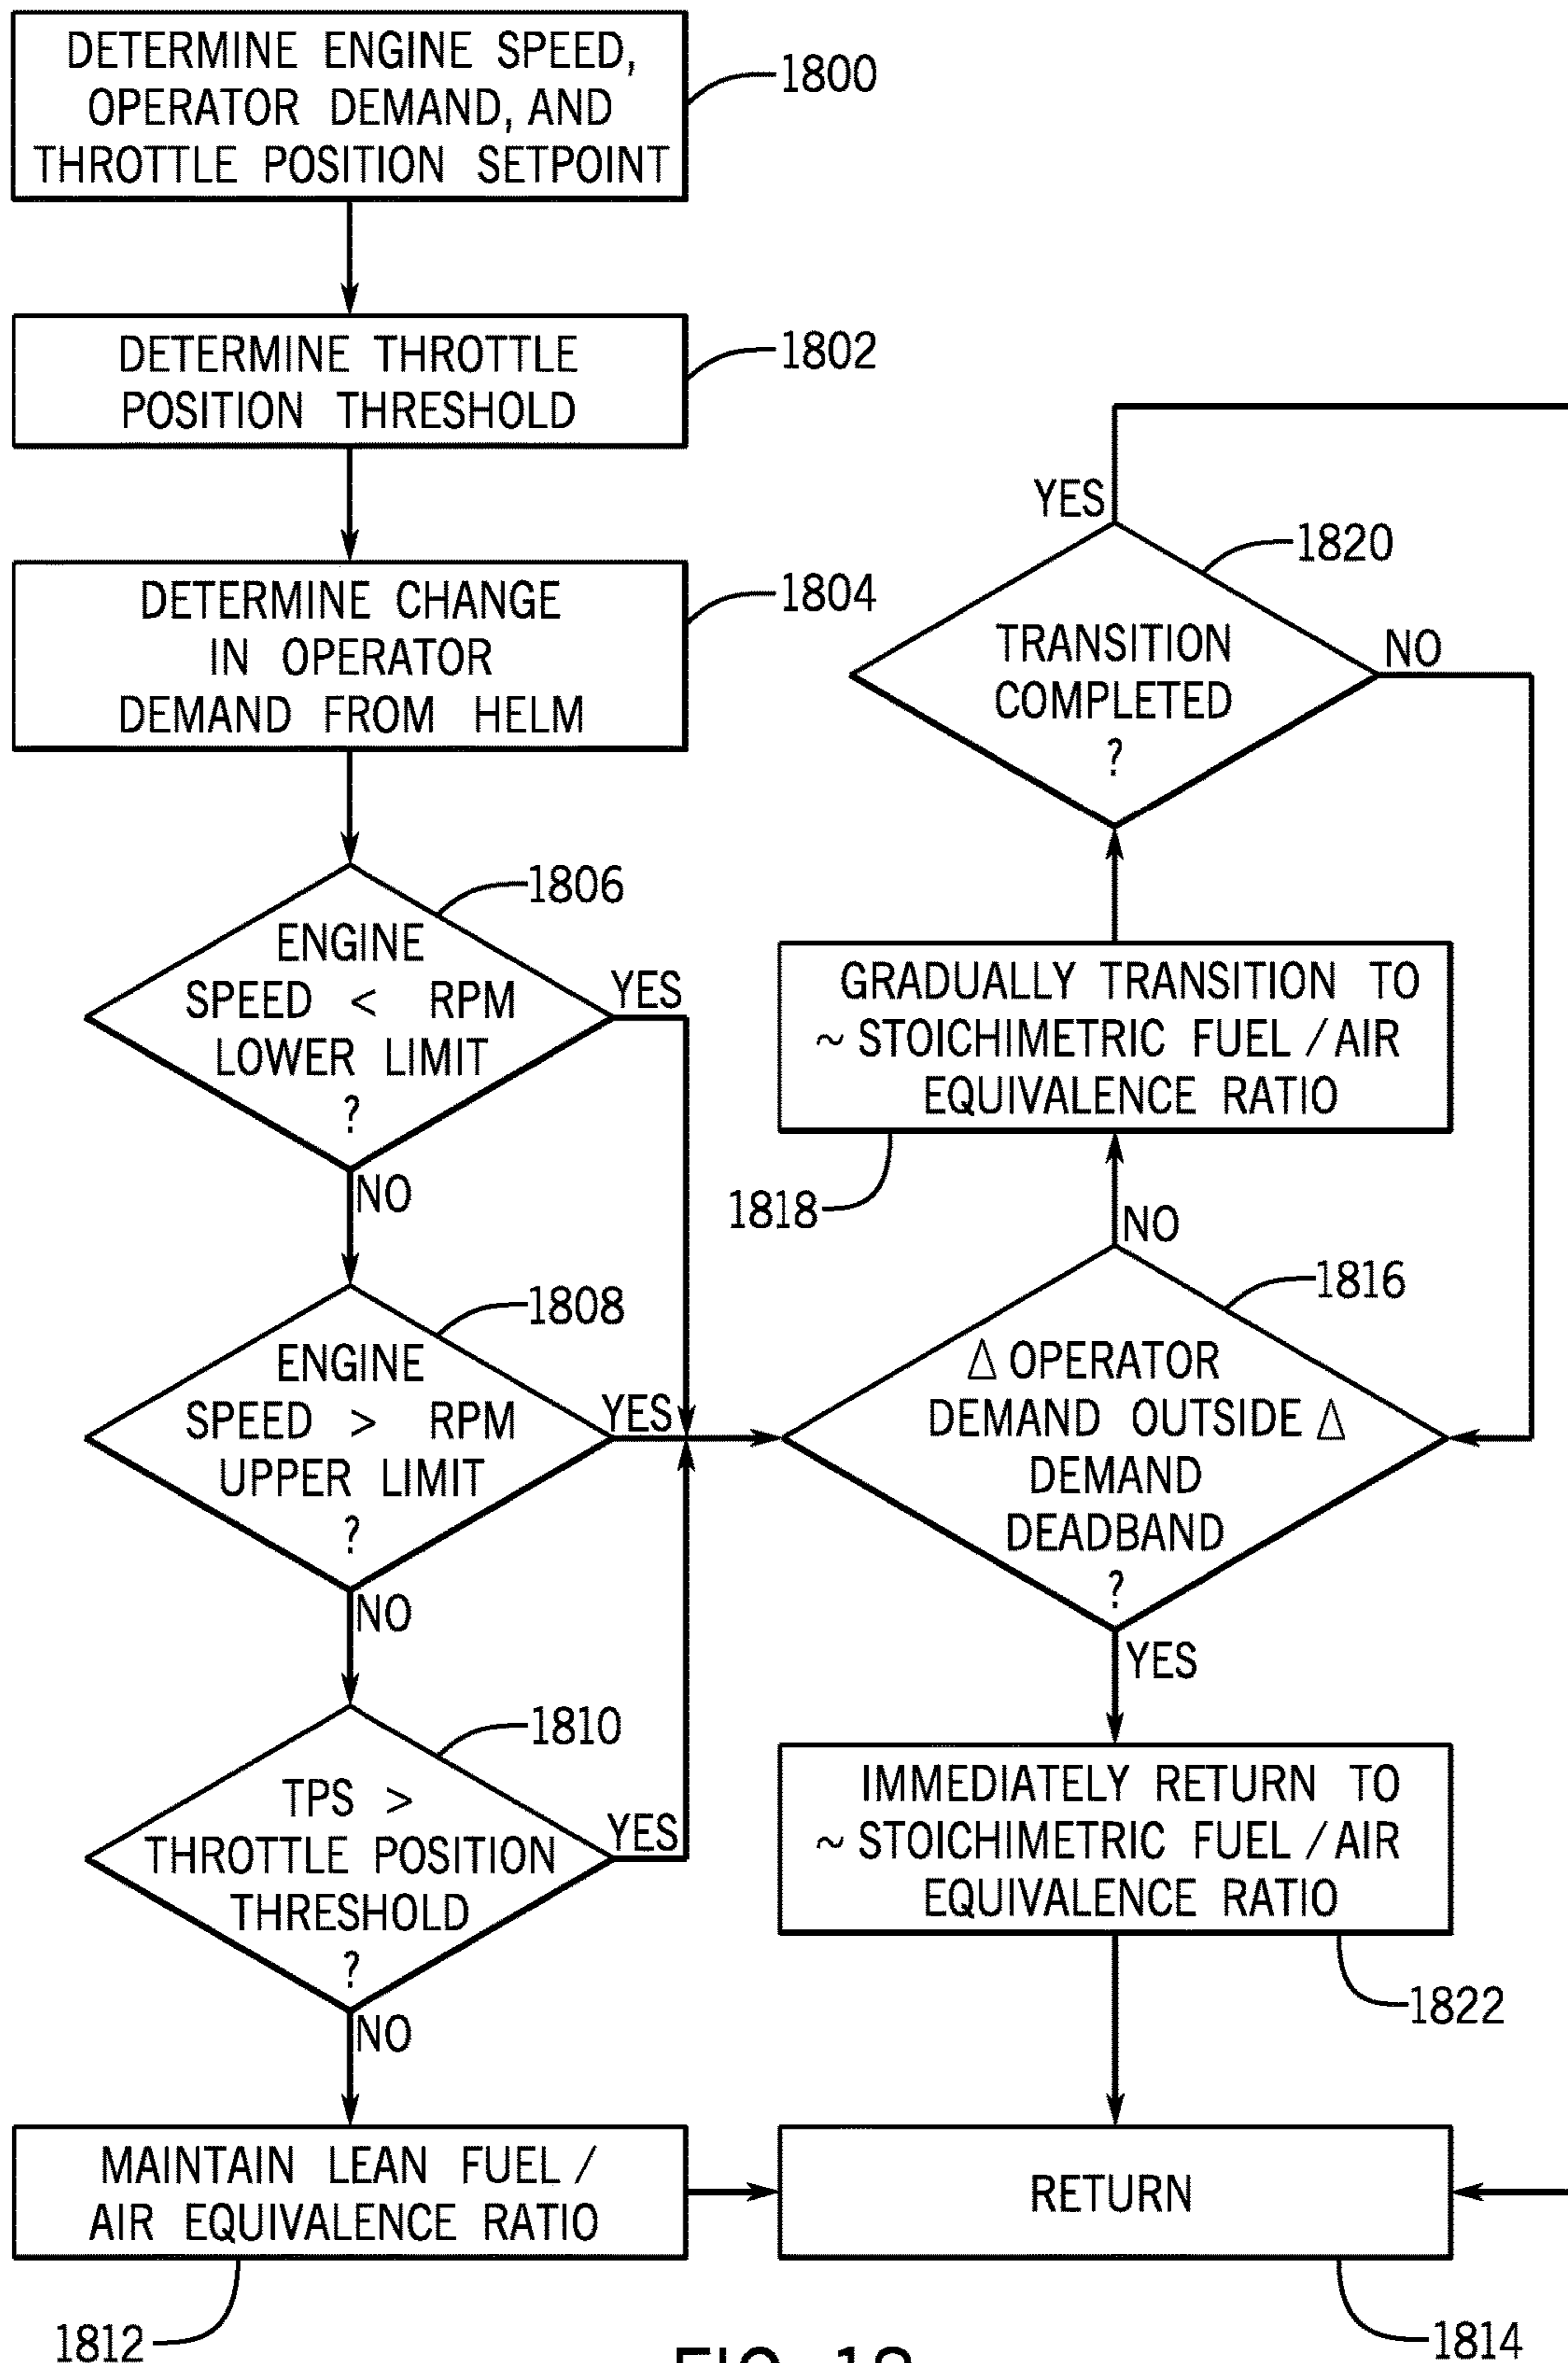 DETERMINE ENGINE SPEED,
OPERATOR DEMAND, AND
THROTTLE POSITION SETPOINT
1800
DETERMINE THROTTLE
POSITION THRESHOLD
1802
DETERMINE CHANGE
IN OPERATOR
DEMAND FROM HELM
1804
ENGINE
SPEED < RPM
LOWER LIMIT
?
1806
YES
NO
ENGINE
SPEED > RPM
UPPER LIMIT
?
1808
YES
NO
TPS >
THROTTLE POSITION
THRESHOLD
?
1810
YES
NO
MAINTAIN LEAN FUEL /
AIR EQUIVALENCE RATIO
1812
YES
1820
TRANSITION
COMPLETED
?
NO
GRADUALLY TRANSITION TO
~ STOICHIMETRIC FUEL / AIR
EQUIVALENCE RATIO
1818
NO
1816
Δ OPERATOR
DEMAND OUTSIDE Δ
DEMAND
DEADBAND
?
YES
IMMEDIATELY RETURN TO
~ STOICHIMETRIC FUEL / AIR
EQUIVALENCE RATIO
1822
RETURN
1814